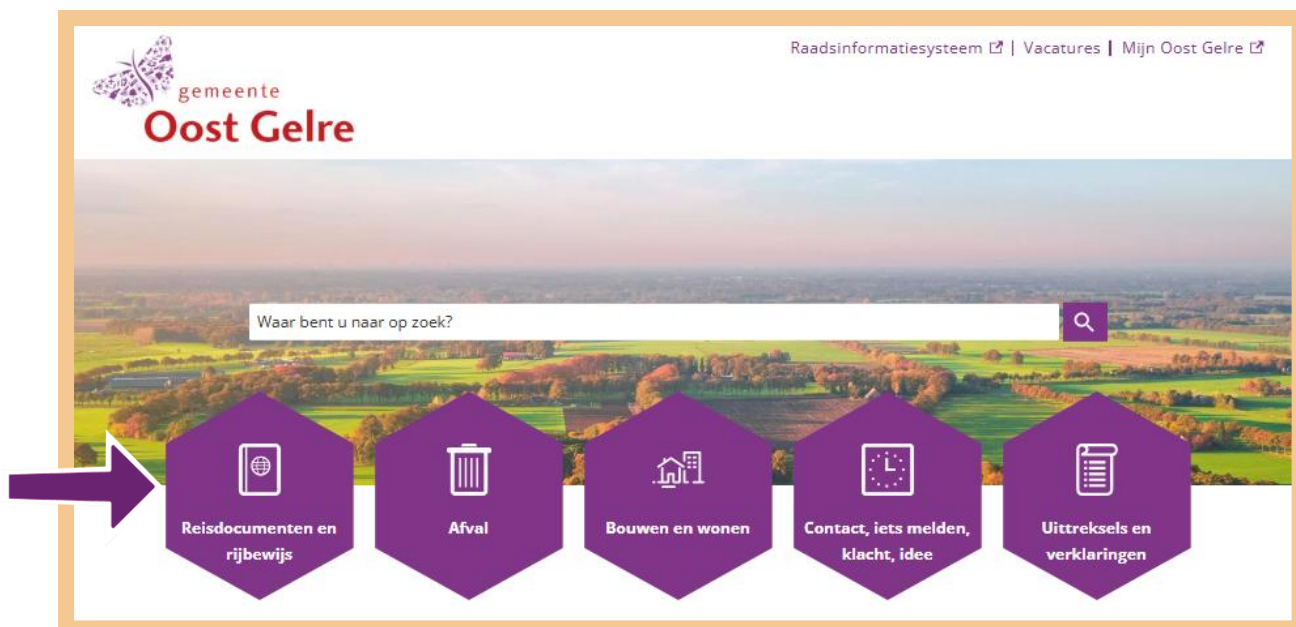 Raadsinformatiesysteem | Vacatures | Mijn Oost Gelre
gemeente
Oost Gelre
Waar bent u naar op zoek?
Reisdocumenten en
rijbewijs
Afval
Bouwen en wonen
Contact, iets melden,
klacht, idee
Uittreksels en
verklaringen